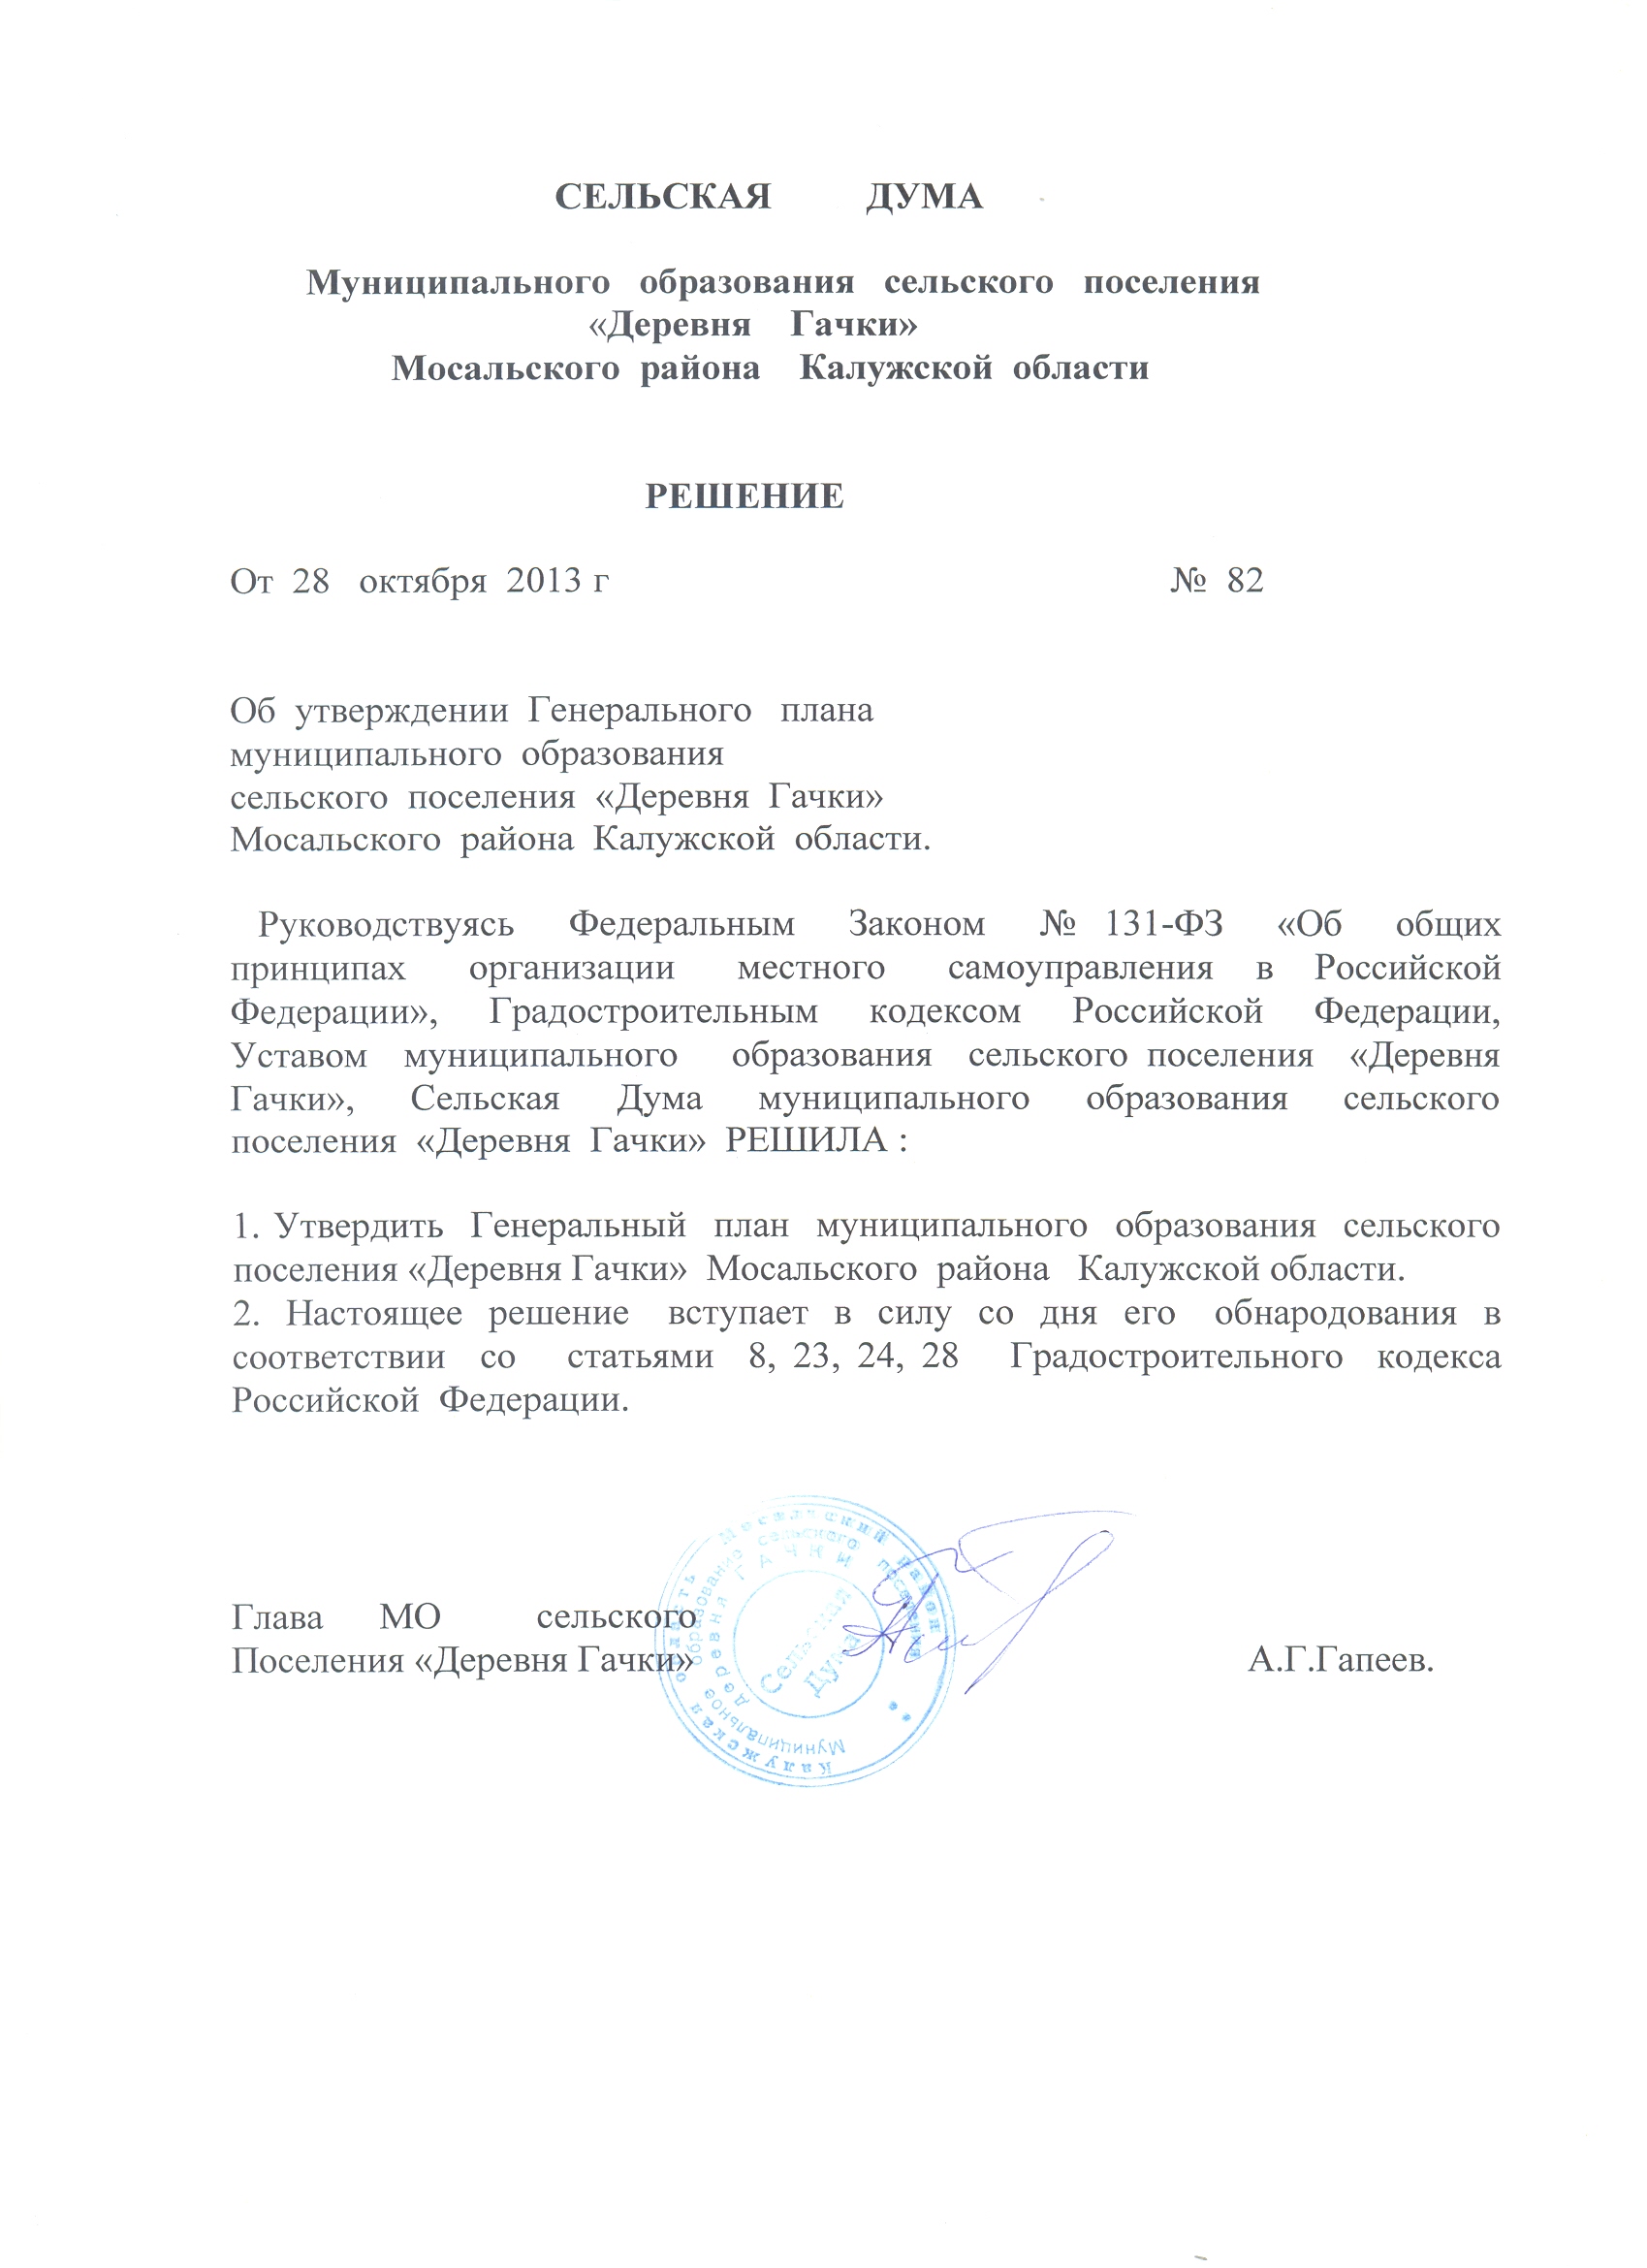 СЕЛЬСКАЯ ДУМА
Муниципального образования сельского поселения
«Деревня Гачки»
Мосальского района Калужской области
РЕШЕНИЕ
От 28 октября 2013 г № 82
Об утверждении Генерального плана
муниципального образования
сельского поселения «Деревня Гачки»
Мосальского района Калужской области.
Руководствуясь Федеральным Законом № 131-ФЗ «Об общих
принципах организации местного самоуправления в Российской
Федерации», Градостроительным кодексом Российской Федерации,
Уставом муниципального образования сельского поселения «Деревня
Гачки», Сельская Дума муниципального образования сельского
поселения «Деревня Гачки» РЕШИЛА :
1. Утвердить Генеральный план муниципального образования сельского
поселения «Деревня Гачки» Мосальского района Калужской области.
2. Настоящее решение вступает в силу со дня его обнародования в
соответствии со статьями 8, 23, 24, 28 Градостроительного кодекса
Российской Федерации.
Глава МО сельского
Поселения «Деревня Гачки» А.Г.Гапеев.
Калужская область Мосальский район
Муниципальное образование сельского поселения
деревня ГАЧКИ
Сельская
Дума